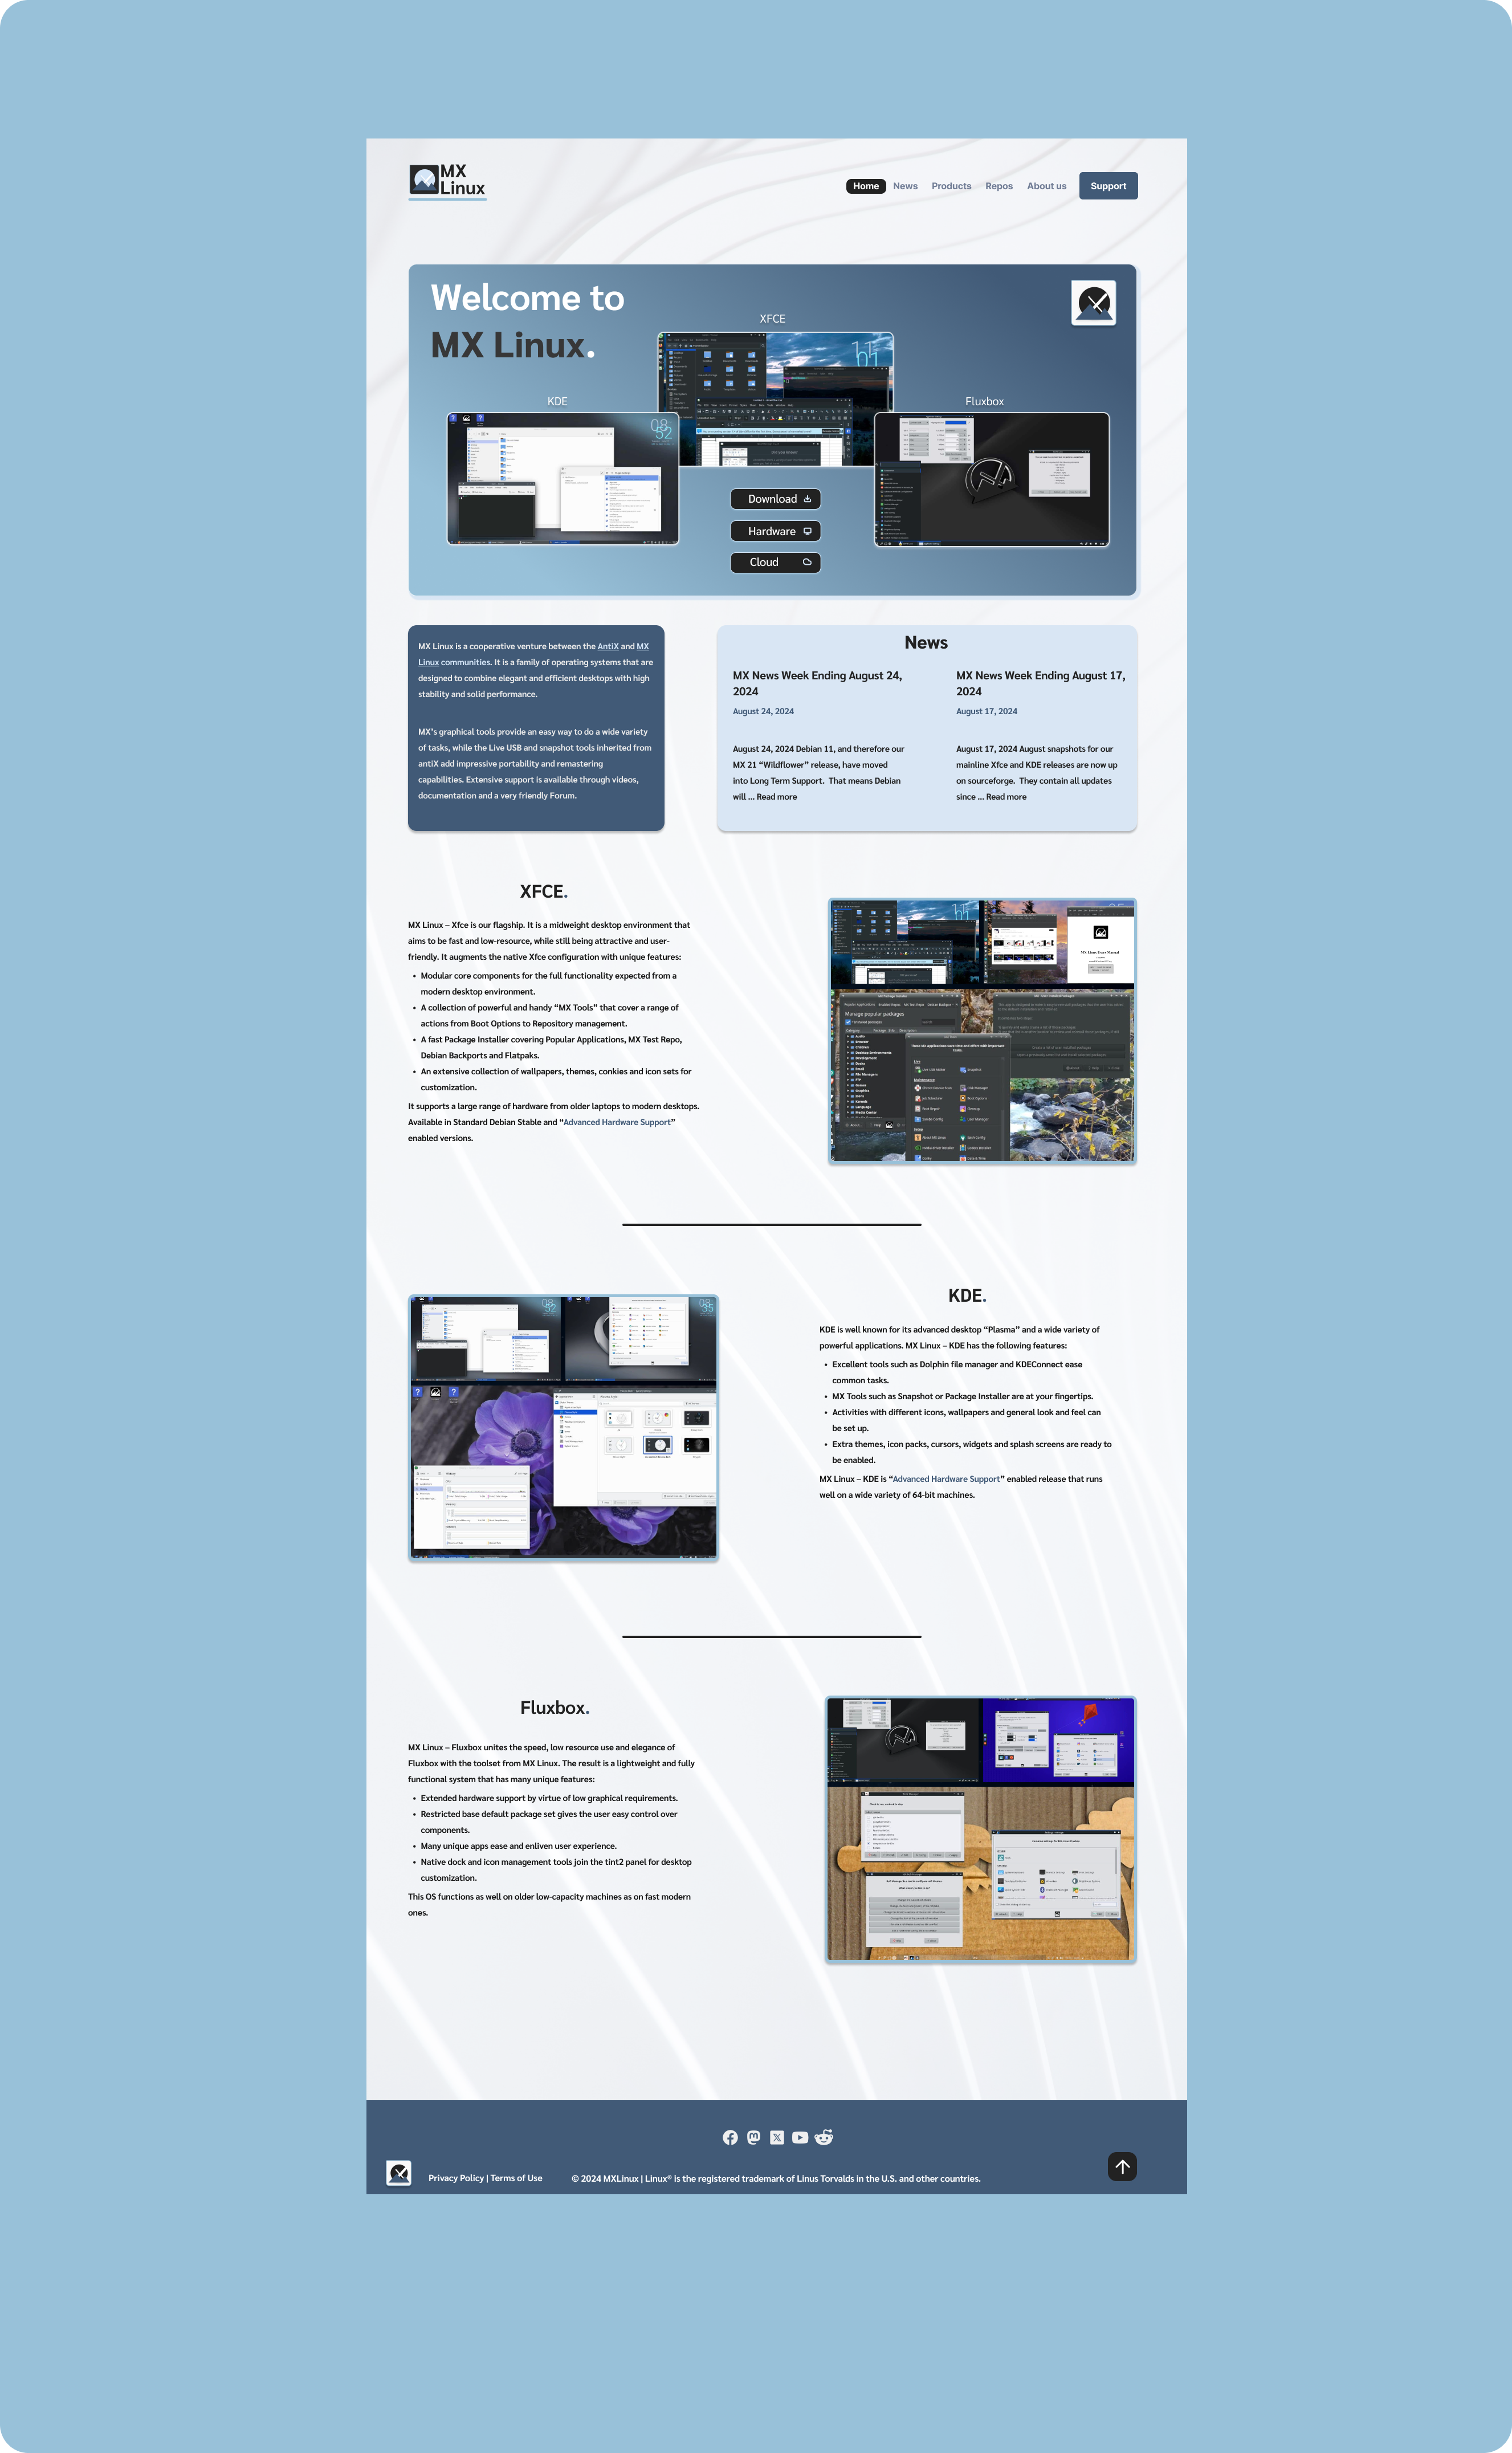 MX
Linux
Home
News
Products
Repos
About us
Support
Welcome to
MX Linux.
XFCE
KDE
Fluxbox
Download
Hardware
Cloud
MX Linux is a cooperative venture between the AntiX and MX
Linux communities. It is a family of operating systems that are
designed to combine elegant and efficient desktops with high
stability and solid performance.
MX’s graphical tools provide an easy way to do a wide variety
of tasks, while the Live USB and snapshot tools inherited from
antiX add impressive portability and remastering
capabilities. Extensive support is available through videos,
documentation and a very friendly Forum.
News
MX News Week Ending August 24,
2024
August 24, 2024
August 24, 2024 Debian 11, and therefore our
MX 21 “Wildflower” release, have moved
into Long Term Support.  That means Debian
will ... Read more
MX News Week Ending August 17,
2024
August 17, 2024
August 17, 2024 August snapshots for our
mainline Xfce and KDE releases are now up
on sourceforge.  They contain all updates
since ... Read more
XFCE.
MX Linux – Xfce is our flagship. It is a midweight desktop environment that
aims to be fast and low-resource, while still being attractive and user-
friendly. It augments the native Xfce configuration with unique features:
• Modular core components for the full functionality expected from a
modern desktop environment.
• A collection of powerful and handy “MX Tools” that cover a range of
actions from Boot Options to Repository management.
• A fast Package Installer covering Popular Applications, MX Test Repo,
Debian Backports and Flatpaks.
• An extensive collection of wallpapers, themes, conkies and icon sets for
customization.
It supports a large range of hardware from older laptops to modern desktops.
Available in Standard Debian Stable and “Advanced Hardware Support”
enabled versions.
Manage popular packages
KDE.
KDE is well known for its advanced desktop “Plasma” and a wide variety of
powerful applications. MX Linux – KDE has the following features:
• Excellent tools such as Dolphin file manager and KDEConnect ease
common tasks.
• MX Tools such as Snapshot or Package Installer are at your fingertips.
• Activities with different icons, wallpapers and general look and feel can
be set up.
• Extra themes, icon packs, cursors, widgets and splash screens are ready to
be enabled.
MX Linux – KDE is “Advanced Hardware Support” enabled release that runs
well on a wide variety of 64-bit machines.
Fluxbox.
MX Linux – Fluxbox unites the speed, low resource use and elegance of
Fluxbox with the toolset from MX Linux. The result is a lightweight and fully
functional system that has many unique features:
• Extended hardware support by virtue of low graphical requirements.
• Restricted base default package set gives the user easy control over
components.
• Many unique apps ease and enliven user experience.
• Native dock and icon management tools join the tint2 panel for desktop
customization.
This OS functions as well on older low-capacity machines as on fast modern
ones.
Privacy Policy | Terms of Use
© 2024 MXLinux | Linux® is the registered trademark of Linus Torvalds in the U.S. and other countries.